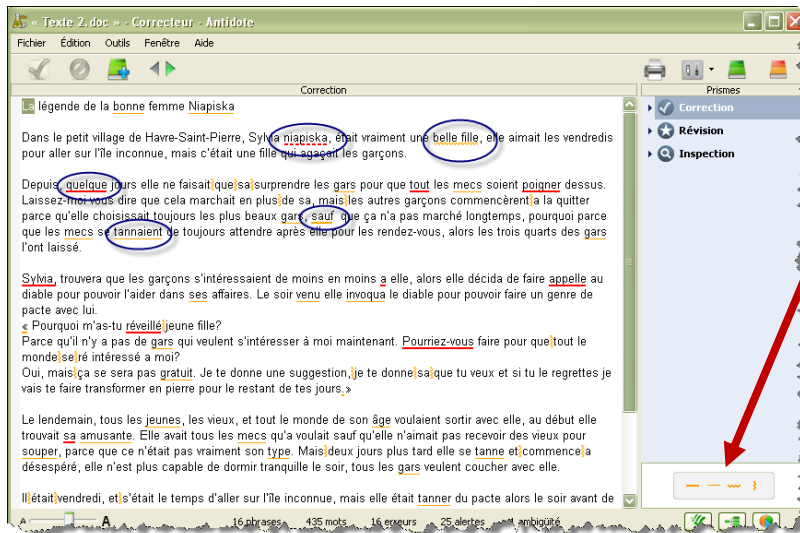 « Texte 2.doc » - Correcteur - Antidote
Fichier Édition Outils Fenêtre Aide
Correction
Prismes
La légende de la bonne femme Niapiska
Dans le petit village de Havre-Saint-Pierre, Sylvia niapiska, était vraiment une belle fille, elle aimait les vendredis
pour aller sur l'île inconnue, mais c'était une fille qui agaçait les garçons.
Depuis, quelque jours elle ne faisait que sa surprendre les gars pour que tout les mecs soient poigner dessus.
Laissez-moi vous dire que cela marchait en plus de sa, mais les autres garçons commencèrent a la quitter
parce qu'elle choisissait toujours les plus beaux gars, sauf que ça n'a pas marché longtemps, pourquoi parce
que les mecs se tannaient de toujours attendre après elle pour les rendez-vous, alors les trois quarts des gars
l'ont laissé.
Sylvia, trouvera que les garçons s'intéressaient de moins en moins a elle, alors elle décida de faire appelle au
diable pour pouvoir l'aider dans ses affaires. Le soir venu elle invoqua le diable pour pouvoir faire un genre de
pacte avec lui.
« Pourquoi m'as-tu réveillé jeune fille?
Parce qu'il n'y a pas de gars qui veulent s'intéresser à moi maintenant. Pourriez-vous faire pour que tout le
monde se ré intéressé a moi?
Oui, mais ça se sera pas gratuit. Je te donne une suggestion, je te donne sa que tu veux et si tu le regrettes je
vais te faire transformer en pierre pour le restant de tes jours.»
Le lendemain, tous les jeunes, les vieux, et tout le monde de son âge voulaient sortir avec elle, au début elle
trouvait sa amusante. Elle avait tous les mecs qu'a voulait sauf qu'elle n'aimait pas recevoir des vieux pour
souper, parce que ce n'était pas vraiment son type. Mais deux jours plus tard elle se tanne et commence a
désespéré, elle n'est plus capable de dormir tranquille le soir, tous les gars veulent coucher avec elle.
Il était vendredi, et s'était le temps d'aller sur l'île inconnue, mais elle était tanner du pacte alors le soir avant de
Correction
Révision
Inspection
A A 16 phrases 435 mots 16 erreurs 25 alertes ambiguïté